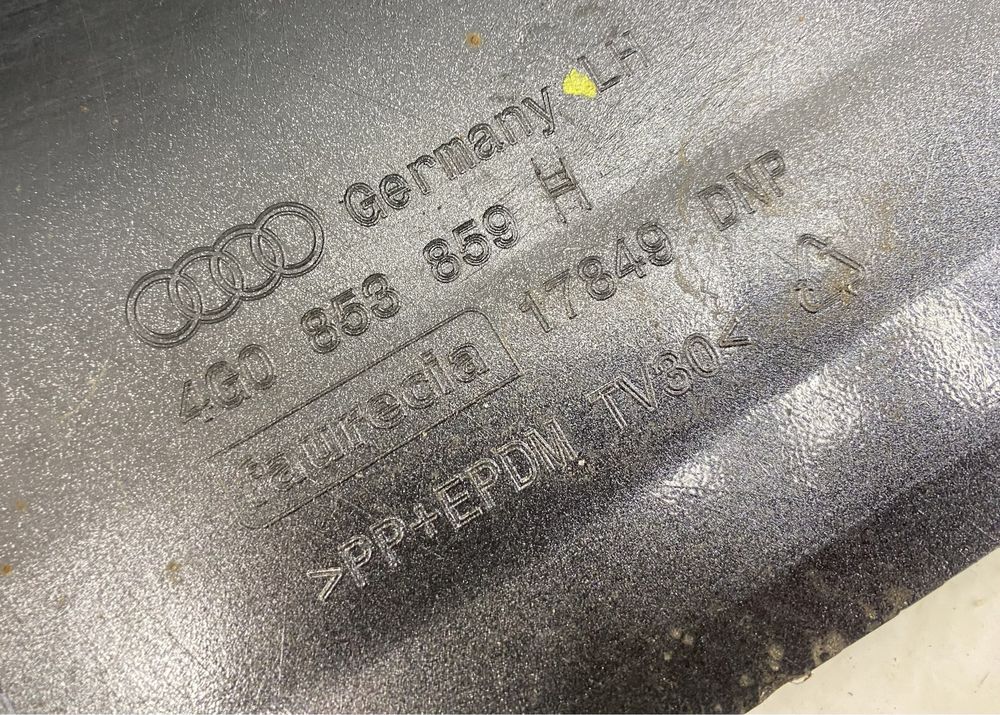 Germany LH
4G0 853 859 H
faurecia 17849 DNP
>PP+EPDM TV30<